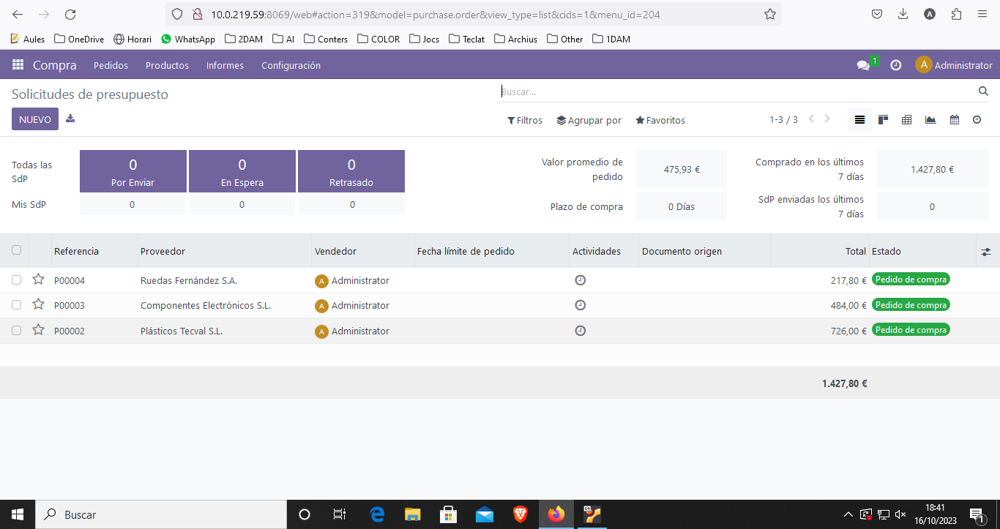 10.0.219.59:8069/web#action=319&model=purchase.order&view_type=list&cids=1&menu_id=204
A
Aules OneDrive Horari WhatsApp 2DAM AI Conters COLOR Jocs Teclat Archius Other 1DAM
Compra Pedidos Productos Informes Configuración 1 A Administrator
Solicitudes de presupuesto Buscar...
NUEVO Filtros Agrupar por Favoritos 1-3 / 3
Todas las SdP 0 Por Enviar 0 En Espera 0 Retrasado
Mis SdP 0 0 0
Valor promedio de pedido 475,93 € Comprado en los últimos 7 días 1.427,80 €
Plazo de compra 0 Días SdP enviadas los últimos 7 días 0
Referencia Proveedor Vendedor Fecha límite de pedido Actividades Documento origen Total Estado
P00004 Ruedas Fernández S.A. A Administrator 217,80 € Pedido de compra
P00003 Componentes Electrónicos S.L. A Administrator 484,00 € Pedido de compra
P00002 Plásticos Tecval S.L. A Administrator 726,00 € Pedido de compra
1.427,80 €
Buscar
18:41
16/10/2023
1